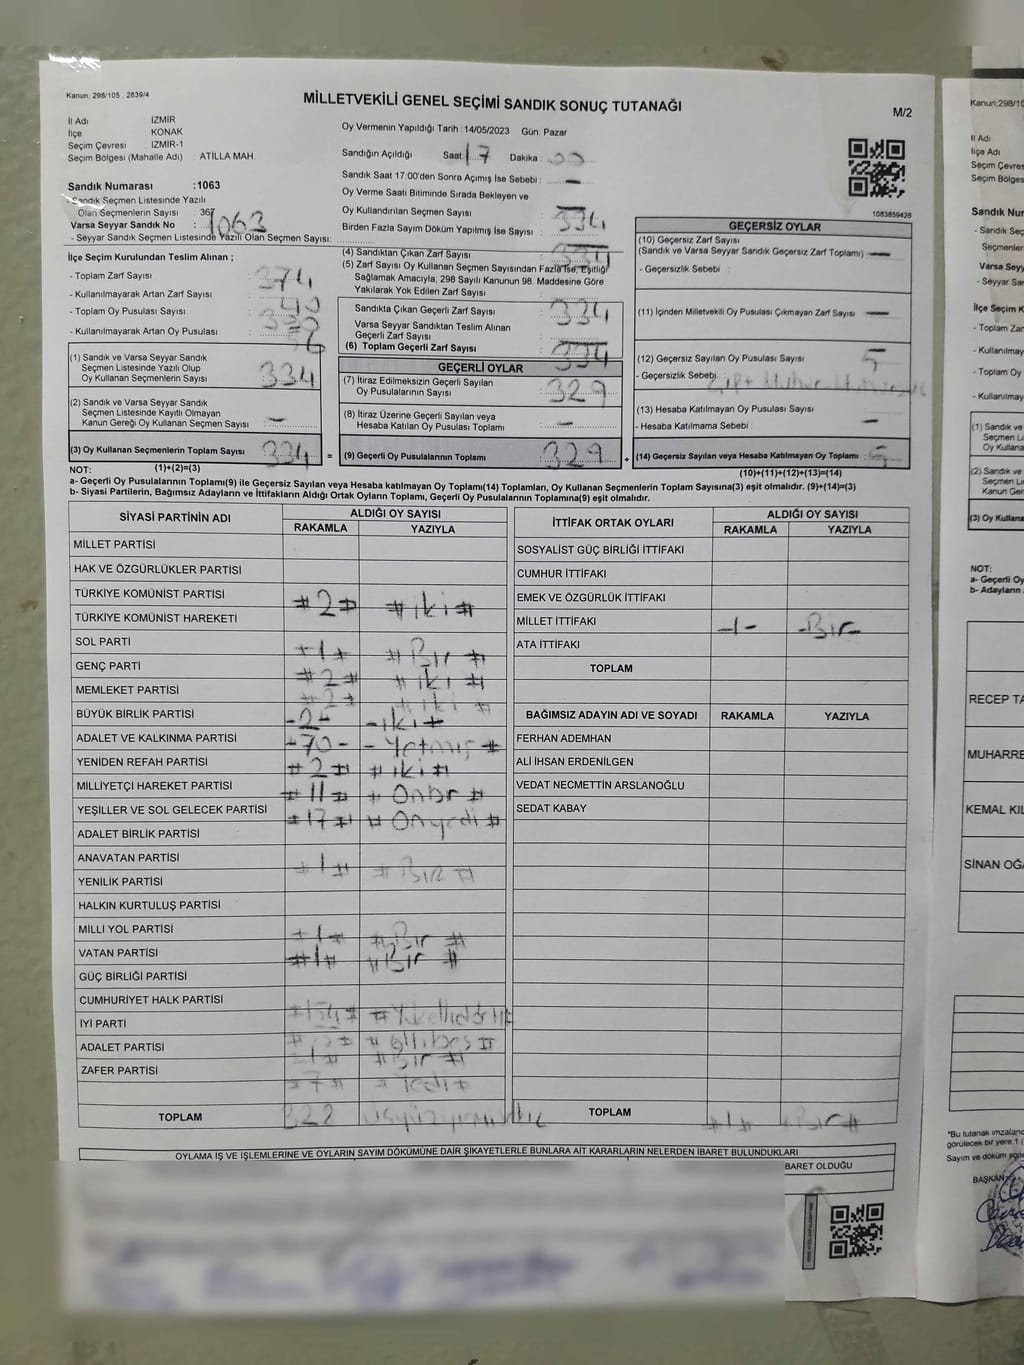 Kanun: 298/105 , 2839/4
MİLLETVEKİLİ GENEL SEÇİMİ SANDIK SONUÇ TUTANAĞI
M/2
İl Adı : İZMİR
İlçe : KONAK
Seçim Çevresi : İZMİR-1
Seçim Bölgesi (Mahalle Adı) : ATİLLA MAH.
Sandık Numarası :1063
Sandık Seçmen Listesinde Yazılı
Olan Seçmenlerin Sayısı : 367
Varsa Seyyar Sandık No : 1063
- Seyyar Sandık Seçmen Listesinde Yazılı Olan Seçmen Sayısı:
İlçe Seçim Kurulundan Teslim Alınan ;
- Toplam Zarf Sayısı : 374
- Kullanılmayarak Artan Zarf Sayısı : 40
- Toplam Oy Pusulası Sayısı :
- Kullanılmayarak Artan Oy Pusulası :
(1) Sandık ve Varsa Seyyar Sandık
Seçmen Listesinde Yazılı Olup
Oy Kullanan Seçmenlerin Sayısı : 334
(2) Sandık ve Varsa Seyyar Sandık
Seçmen Listesinde Kayıtlı Olmayan
Kanun Gereği Oy Kullanan Seçmen Sayısı : -
(3) Oy Kullanan Seçmenlerin Toplam Sayısı : 334
Oy Vermenin Yapıldığı Tarih :14/05/2023 Gün: Pazar
Sandığın Açıldığı Saat : 17 Dakika : 00
Sandık Saat 17:00'den Sonra Açımış İse Sebebi : -
Oy Verme Saati Bitiminde Sırada Bekleyen ve
Oy Kullandırılan Seçmen Sayısı :
Birden Fazla Sayım Döküm Yapılmış İse Sayısı :
334
(4) Sandıktan Çıkan Zarf Sayısı : 334
(5) Zarf Sayısı Oy Kullanan Seçmen Sayısından Fazla İse, Eşitliği
Sağlamak Amacıyla, 298 Sayılı Kanunun 98. Maddesine Göre
Yakılarak Yok Edilen Zarf Sayısı :
Sandıkta Çıkan Geçerli Zarf Sayısı : 334
Varsa Seyyar Sandıktan Teslim Alınan
Geçerli Zarf Sayısı :
(6) Toplam Geçerli Zarf Sayısı : 334
GEÇERLİ OYLAR
(7) İtiraz Edilmeksizin Geçerli Sayılan
Oy Pusulasının Sayısı : 329
(8) İtiraz Üzerine Geçerli Sayılan veya
Hesaba Katılan Oy Pusulası Toplamı : -
= (9) Geçerli Oy Pusulalarının Toplamı : 329
1083859428
GEÇERSİZ OYLAR
(10) Geçersiz Zarf Sayısı
(Sandık ve Varsa Seyyar Sandık Geçersiz Zarf Toplamı) : -
- Geçersizlik Sebebi :
(11) İçinden Milletvekili Oy Pusulası Çıkmayan Zarf Sayısı : -
(12) Geçersiz Sayılan Oy Pusulası Sayısı : 5
- Geçersizlik Sebebi :
(13) Hesaba Katılmayan Oy Pusulası Sayısı :
- Hesaba Katılmama Sebebi : -
+ (14) Geçersiz Sayılan veya Hesaba Katılmayan Oy Toplamı : 5
NOT: (1)+(2)=(3)
(10)+(11)+(12)+(13)=(14)
a- Geçerli Oy Pusulalarının Toplamı(9) ile Geçersiz Sayılan veya Hesaba katılmayan Oy Toplamı(14) Toplamları, Oy Kullanan Seçmenlerin Toplam Sayısına(3) eşit olmalıdır. (9)+(14)=(3)
b- Siyasi Partilerin, Bağımsız Adayların ve İttifakların Aldığı Ortak Oyların Toplamı, Geçerli Oy Pusulalarının Toplamına(9) eşit olmalıdır.
SİYASİ PARTİNİN ADI
ALDIĞI OY SAYISI
RAKAMLA YAZIYLA
MİLLET PARTİSİ
HAK VE ÖZGÜRLÜKLER PARTİSİ
TÜRKİYE KOMÜNİST PARTİSİ
#2# #iki#
TÜRKİYE KOMÜNİST HAREKETİ
SOL PARTİ
#1# #Bir#
GENÇ PARTİ
#2# #iki#
MEMLEKET PARTİSİ
#2# #iki#
BÜYÜK BİRLİK PARTİSİ
-2- -iki#
ADALET VE KALKINMA PARTİSİ
-70- -Yetmiş#
YENİDEN REFAH PARTİSİ
#2# #iki#
MİLLİYETÇİ HAREKET PARTİSİ
#11# #Onbir#
YEŞİLLER VE SOL GELECEK PARTİSİ
#17# #Onyedi#
ADALET BİRLİK PARTİSİ
ANAVATAN PARTİSİ
#1# #BİR#
YENİLİK PARTİSİ
HALKIN KURTULUŞ PARTİSİ
MİLLİ YOL PARTİSİ
#1# #Bir#
VATAN PARTİSİ
#1# #Bir#
GÜÇ BİRLİĞİ PARTİSİ
CUMHURİYET HALK PARTİSİ
#154#
İYİ PARTİ
ADALET PARTİSİ
#1# #Bir#
ZAFER PARTİSİ
#7# #Yedi#
TOPLAM 328
İTTİFAK ORTAK OYLARI
ALDIĞI OY SAYISI
RAKAMLA YAZIYLA
SOSYALİST GÜÇ BİRLİĞİ İTTİFAKI
CUMHUR İTTİFAKI
EMEK VE ÖZGÜRLÜK İTTİFAKI
MİLLET İTTİFAKI -1- -Bir-
ATA İTTİFAKI
TOPLAM
BAĞIMSIZ ADAYIN ADI VE SOYADI RAKAMLA YAZIYLA
FERHAN ADEMHAN
ALİ İHSAN ERDENİLGEN
VEDAT NECMETTİN ARSLANOĞLU
SEDAT KABAY
TOPLAM #1# #Bir#
OYLAMA İŞ VE İŞLEMLERİNE VE OYLARIN SAYIM DÖKÜMÜNE DAİR ŞİKAYETLERLE BUNLARA AİT KARARLARIN NELERDEN İBARET BULUNDUKLARI
BARET OLDUĞU
Kanun:298/10
İl Adı
İlçe Adı
Seçim Çevres
Seçim Bölges
Sandık Nur
- Sandık Seç
Seçmenleri
Varsa Seyy
- Seyyar San
İlçe Seçim K
- Toplam Zarf
- Kullanılmay
- Toplam Oy
- Kullanılmay
(1) Sandık ve
Seçmen Li
Oy Kullana
(2) Sandık ve
Seçmen Li
Kanun Ger
(3) Oy Kullana
NOT:
a- Geçerli Oy
b- Adayların
RECEP TA
MUHARRE
KEMAL KIL
SİNAN OĞ
*Bu tutanak imzalanc
görülecek bir yere 1 (
Sayım ve döküm
BAŞKAN